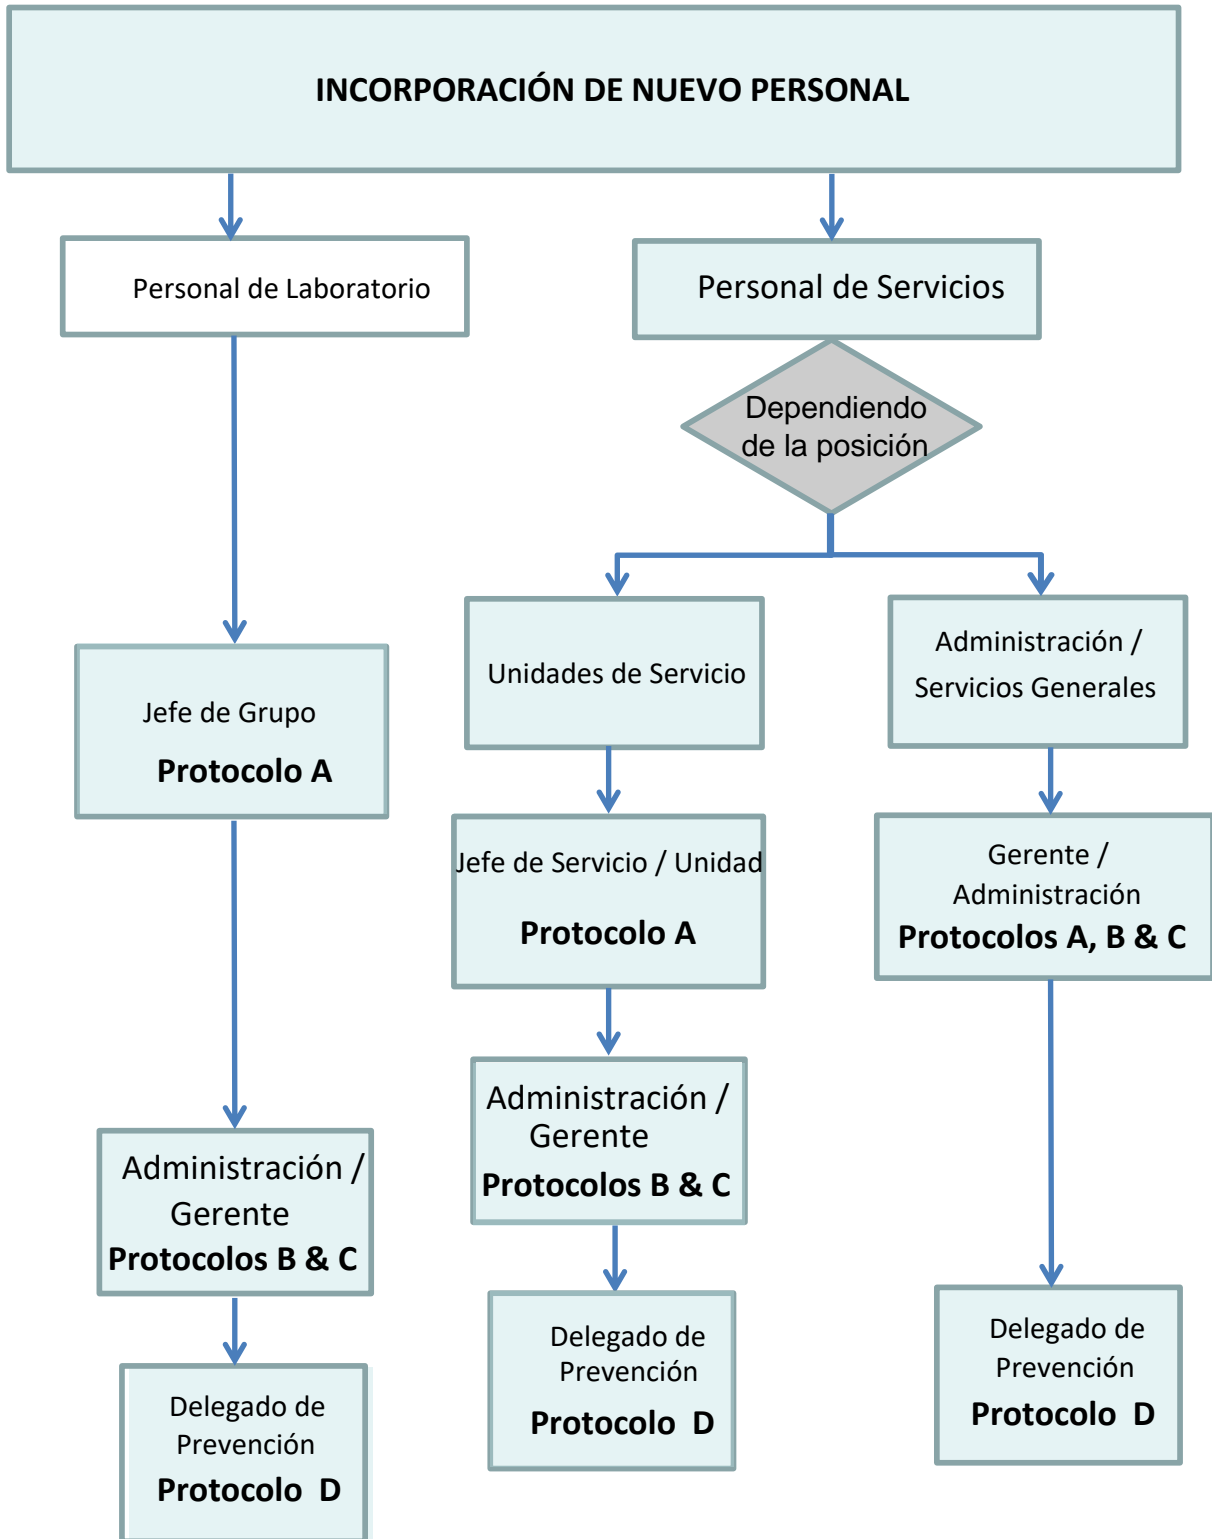 INCORPORACIÓN DE NUEVO PERSONAL
Personal de Laboratorio
Personal de Servicios
Dependiendo
de la posición
Unidades de Servicio
Administración /
Servicios Generales
Jefe de Grupo
Protocolo A
Jefe de Servicio / Unidad
Protocolo A
Gerente /
Administración
Protocolos A, B & C
Administración /
Gerente
Protocolos B & C
Administración /
Gerente
Protocolos B & C
Delegado de
Prevención
Protocolo D
Delegado de
Prevención
Protocolo D
Delegado de
Prevención
Protocolo D